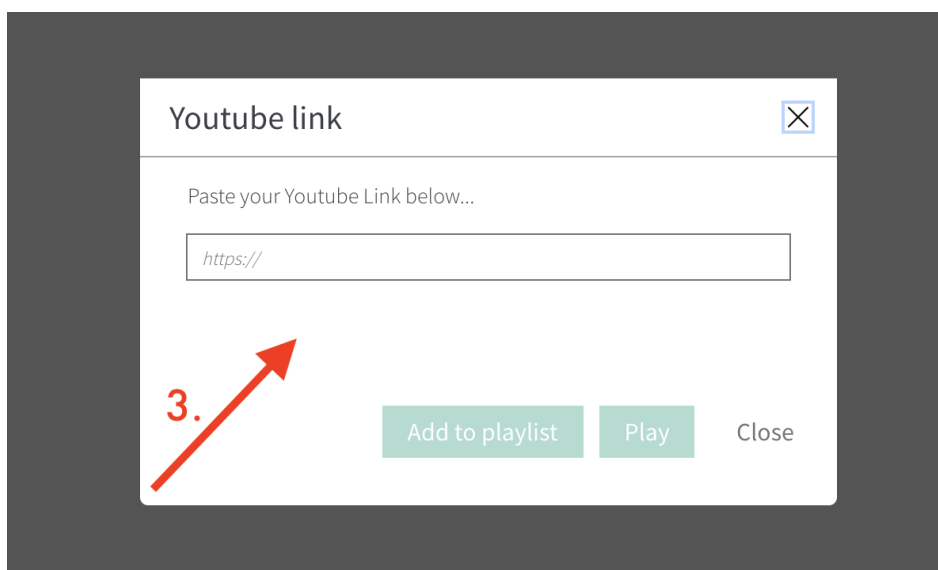 Youtube link
Paste your Youtube Link below...
https://
3.
Add to playlist
Play
Close